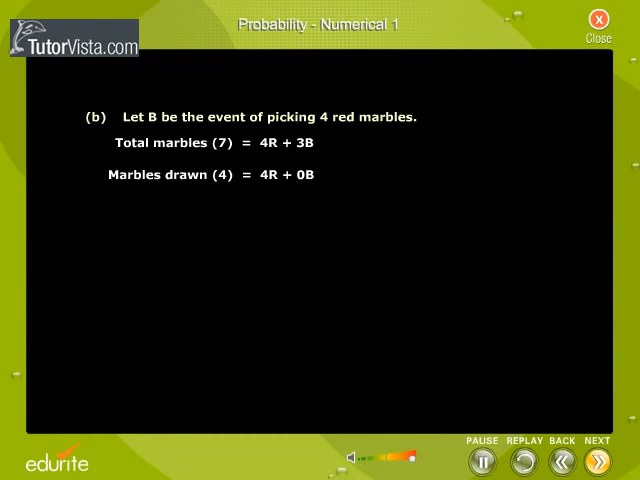 Probability - Numerical 1
Close
TutorVista.com
(b) Let B be the event of picking 4 red marbles.
Total marbles (7) = 4R + 3B
Marbles drawn (4) = 4R + 0B
PAUSE REPLAY BACK NEXT
edurite